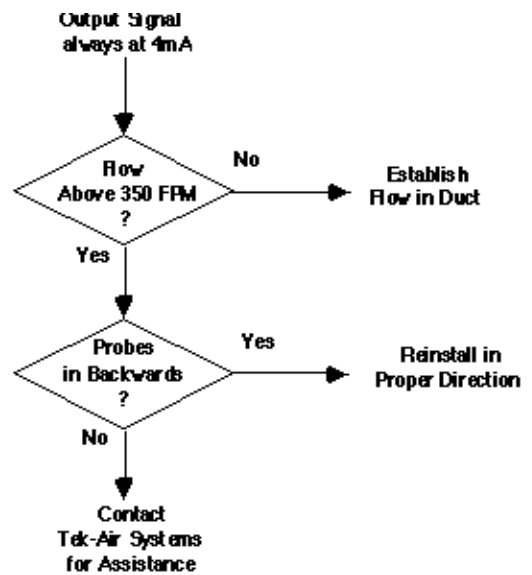 Output Signal
always at 4mA
Flow
Above 350 FPM
?
No
Establish
Flow in Duct
Yes
Probes
in Backwards
?
Yes
Reinstall in
Proper Direction
No
Contact
Tek-Air Systems
for Assistance